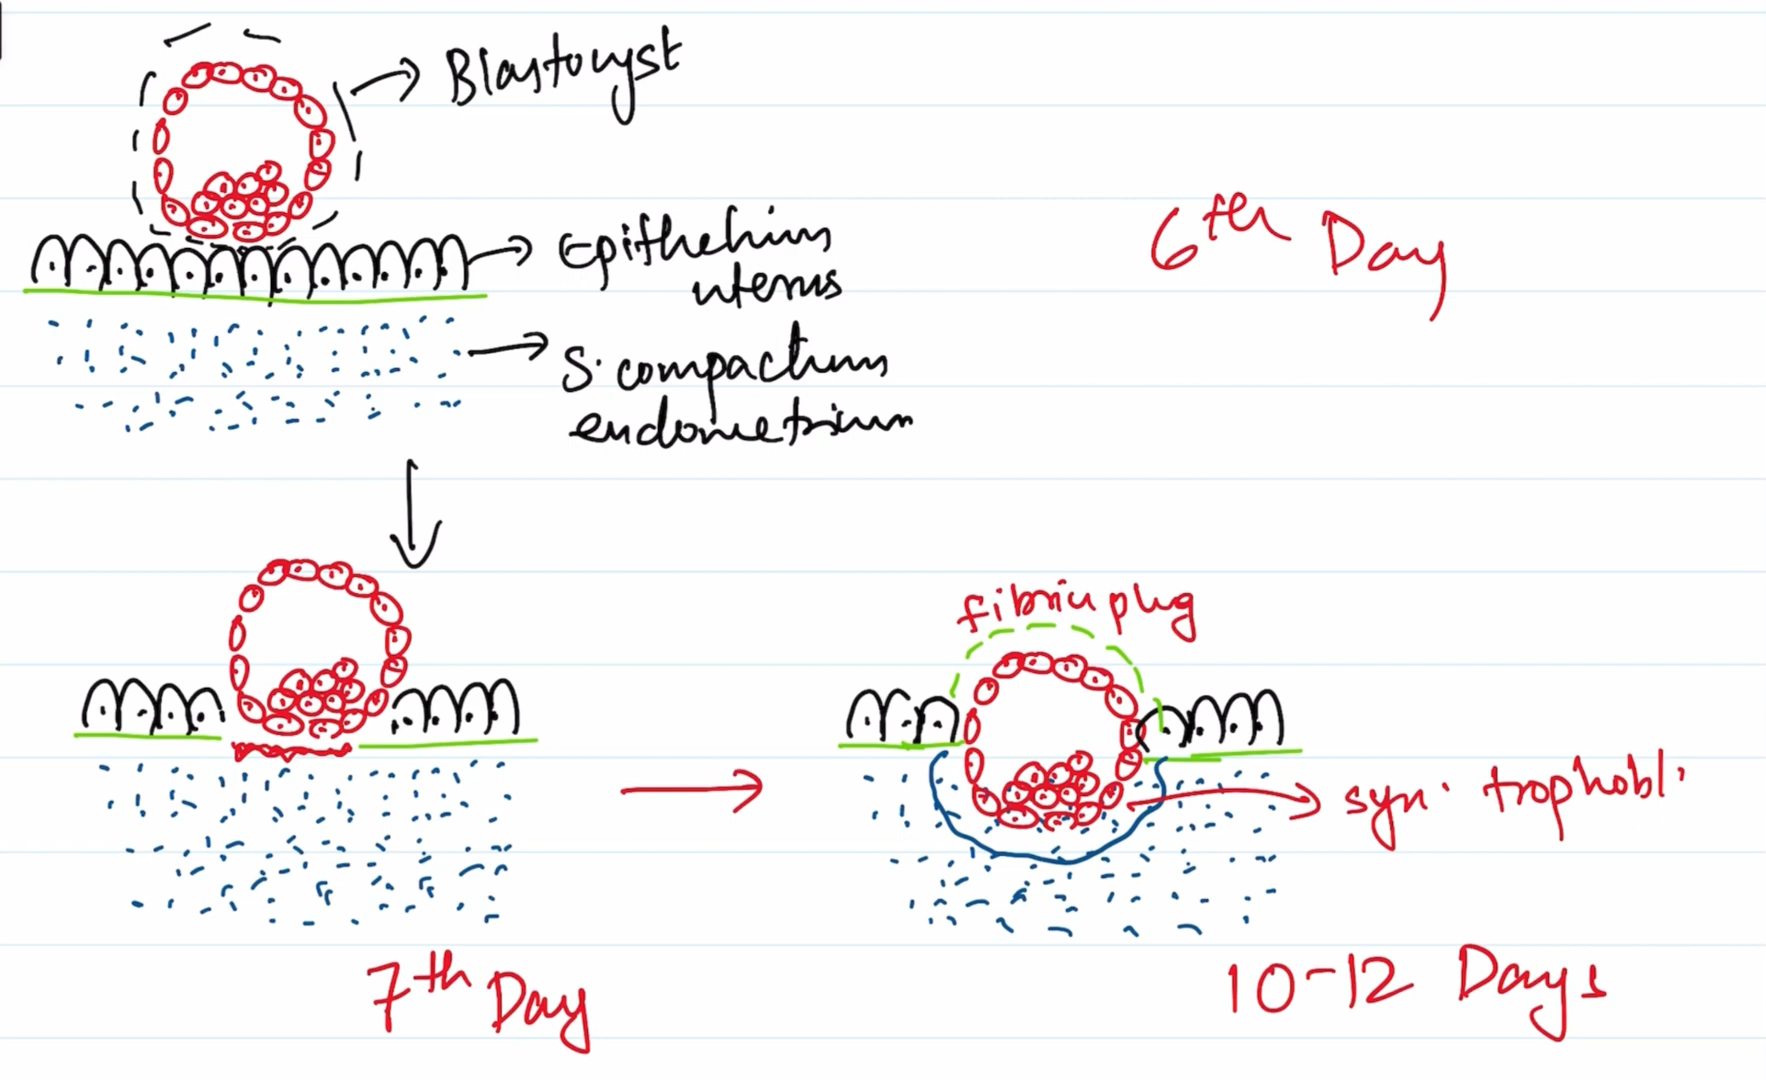 Blastocyst
Epithelium
uterus
6th Day
S. compactum
endometrium
fibrin plug
syn. trophobl.
7th Day
10-12 Days